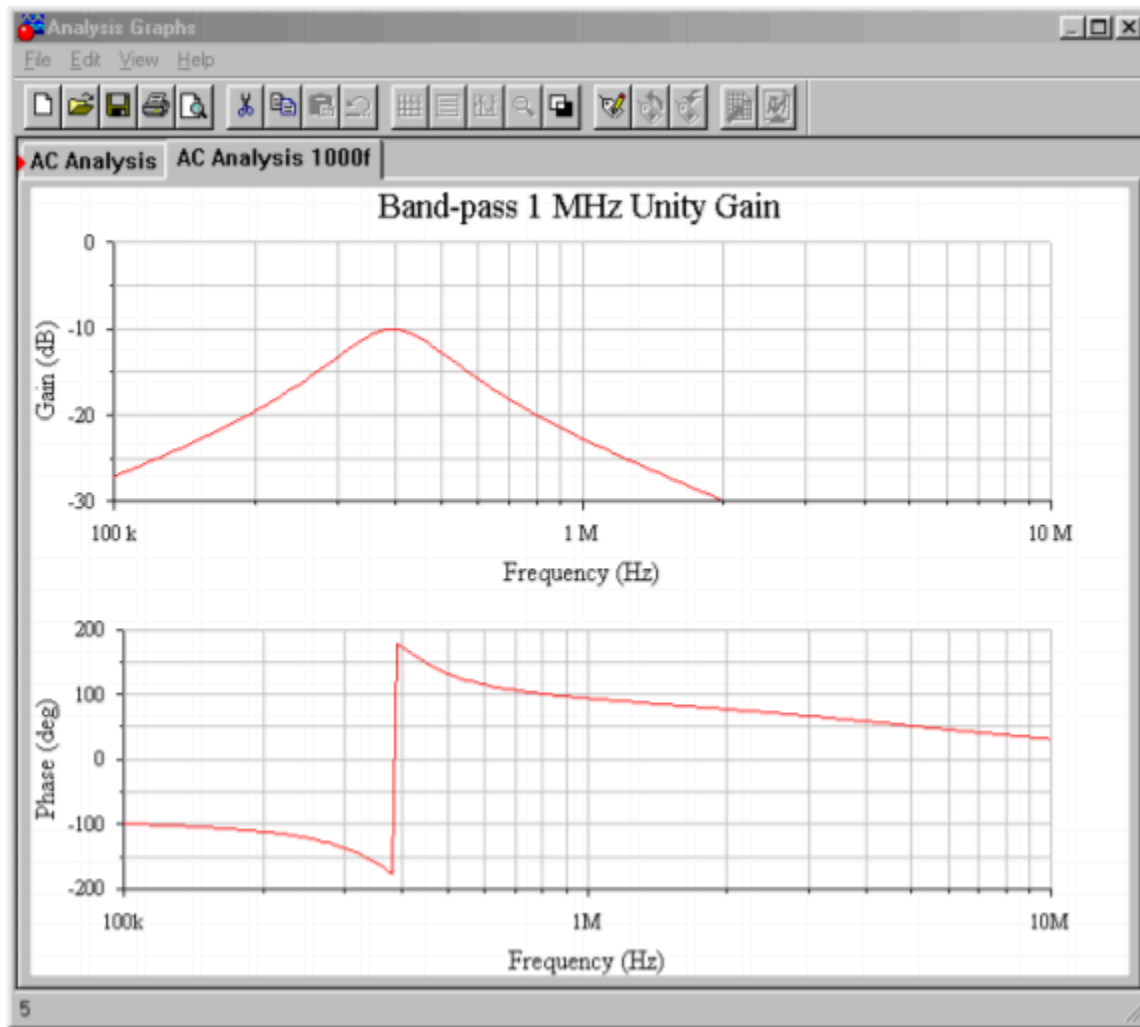 Analysis Graphs
File Edit View Help
AC Analysis AC Analysis 1000f
Band-pass 1 MHz Unity Gain
0
-10
-20
-30
Gain (dB)
100 k 1 M 10 M
Frequency (Hz)
200
100
0
-100
-200
Phase (deg)
100k 1M 10M
Frequency (Hz)
5